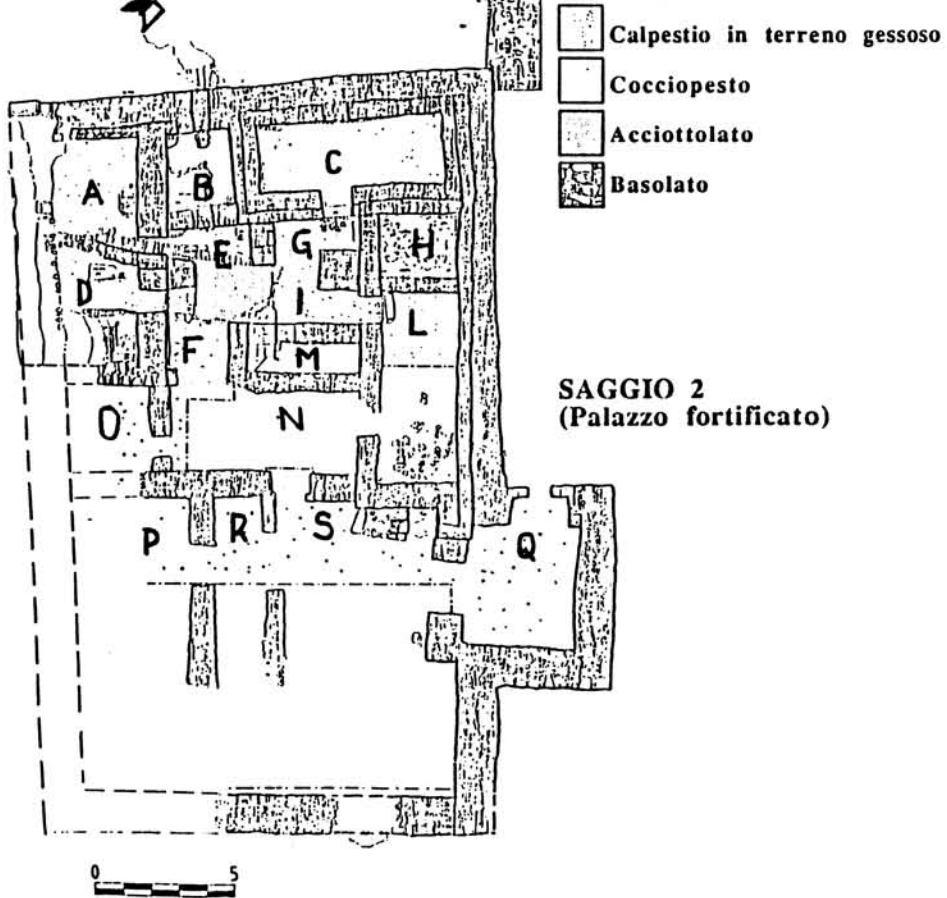 Calpestio in terreno gessoso
Cocciopesto
Acciottolato
Basolato
A
B
C
D
E
G
H
I
L
F
M
O
N
P
R
S
Q
SAGGIO 2
(Palazzo fortificato)
0 5